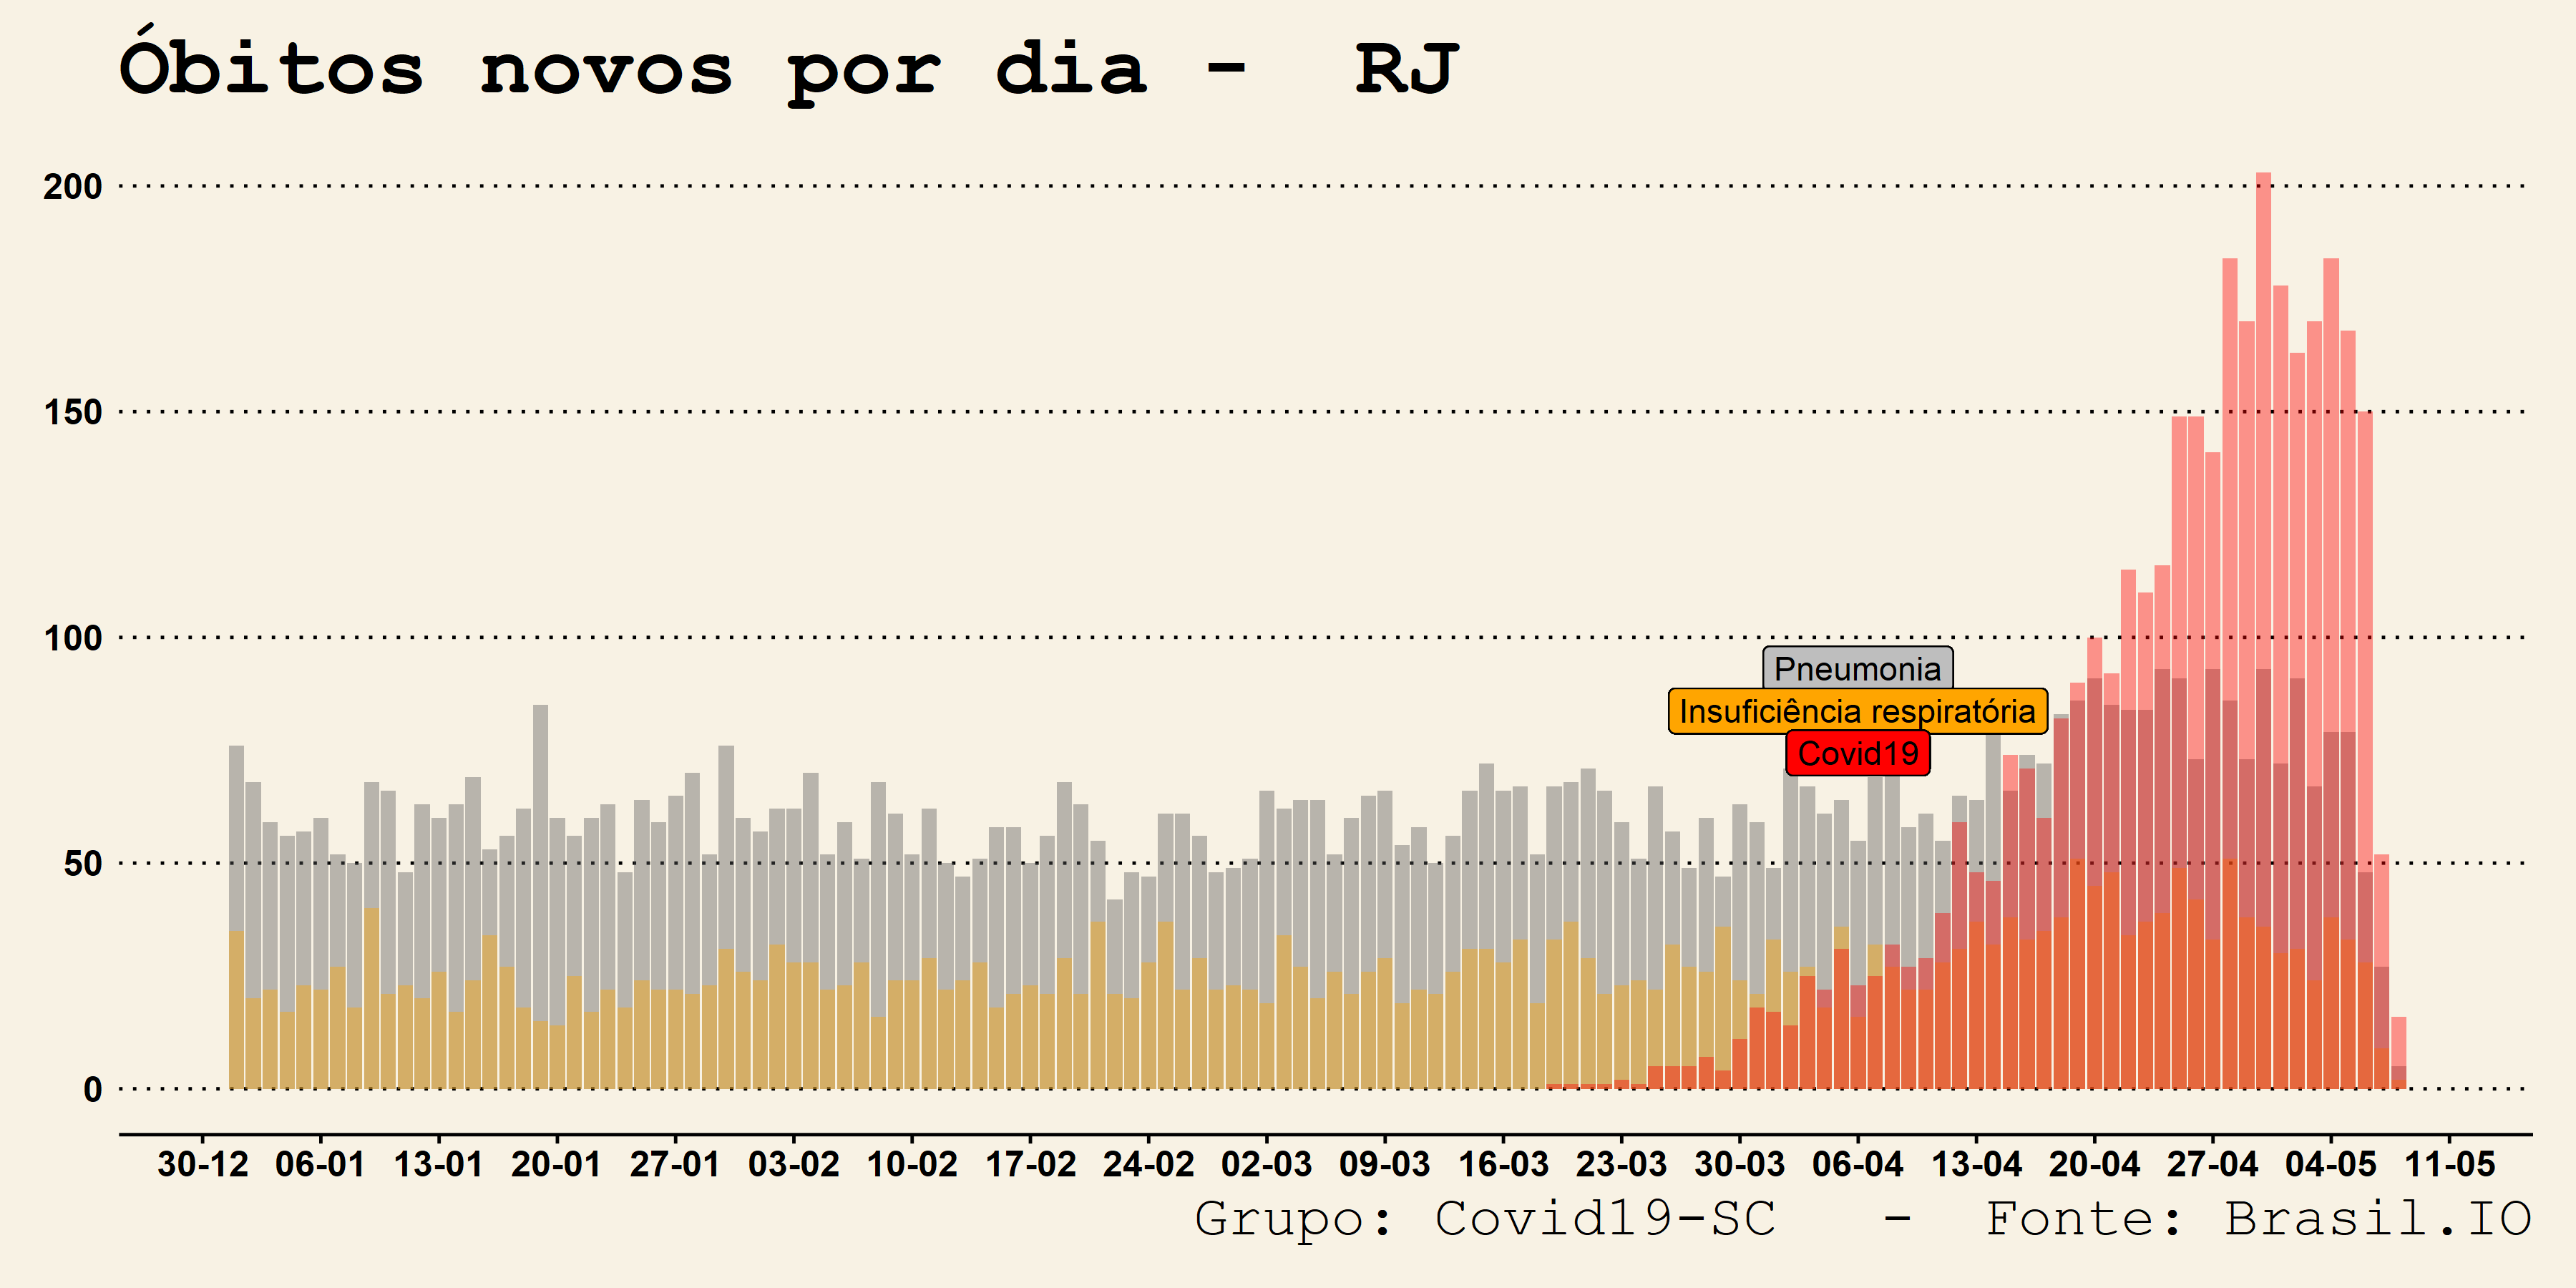 Óbitos novos por dia - RJ
200
150
100
50
0
Pneumonia
Insuficiência respiratória
Covid19
30-12 06-01 13-01 20-01 27-01 03-02 10-02 17-02 24-02 02-03 09-03 16-03 23-03 30-03 06-04 13-04 20-04 27-04 04-05 11-05
Grupo: Covid19-SC - Fonte: Brasil.IO